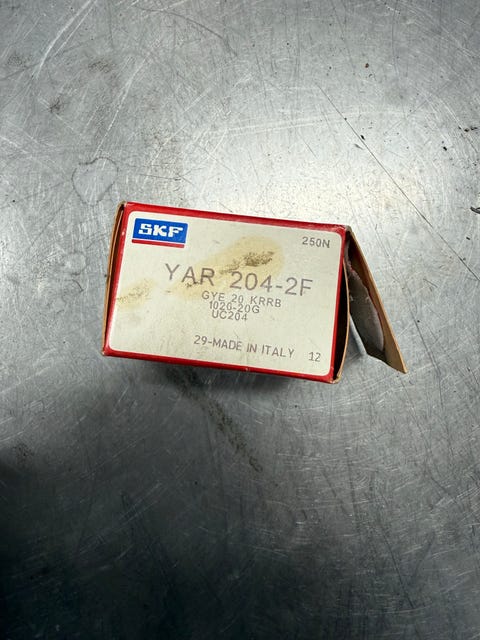 SKF
250N
YAR 204-2F
GYE 20 KRRB
1020-20G
UC204
29-MADE IN ITALY 12